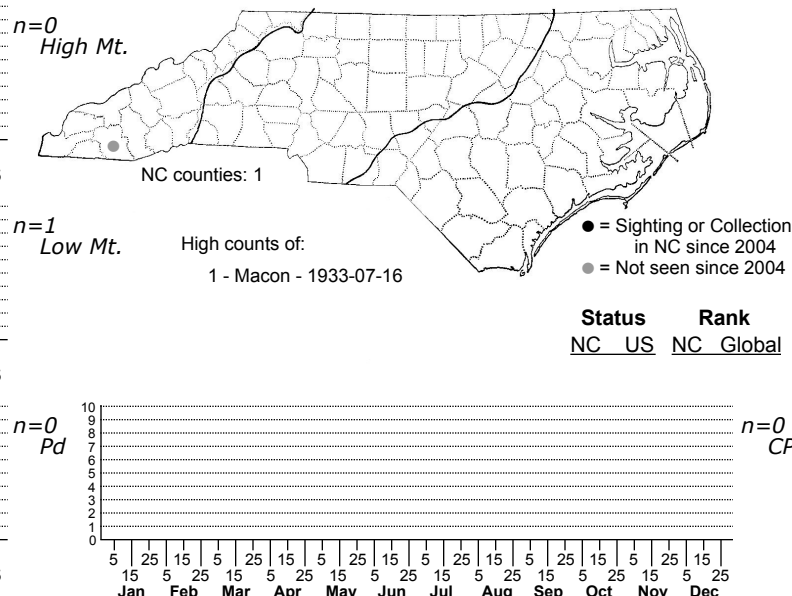 n=0
High Mt.
NC counties: 1
n=1
Low Mt.
High counts of:
1 - Macon - 1933-07-16
= Sighting or Collection
in NC since 2004
= Not seen since 2004
Status Rank
NC US NC Global
n=0
Pd
10
9
8
7
6
5
4
3
2
1
0
n=0
CP
5 25 15 5 25 15 5 25 15 5 25 15 5 25 15 5 25 15
15 5 25 15 5 25 15 5 25 15 5 25 15 5 25 15 5 25
Jan Feb Mar Apr May Jun Jul Aug Sep Oct Nov Dec